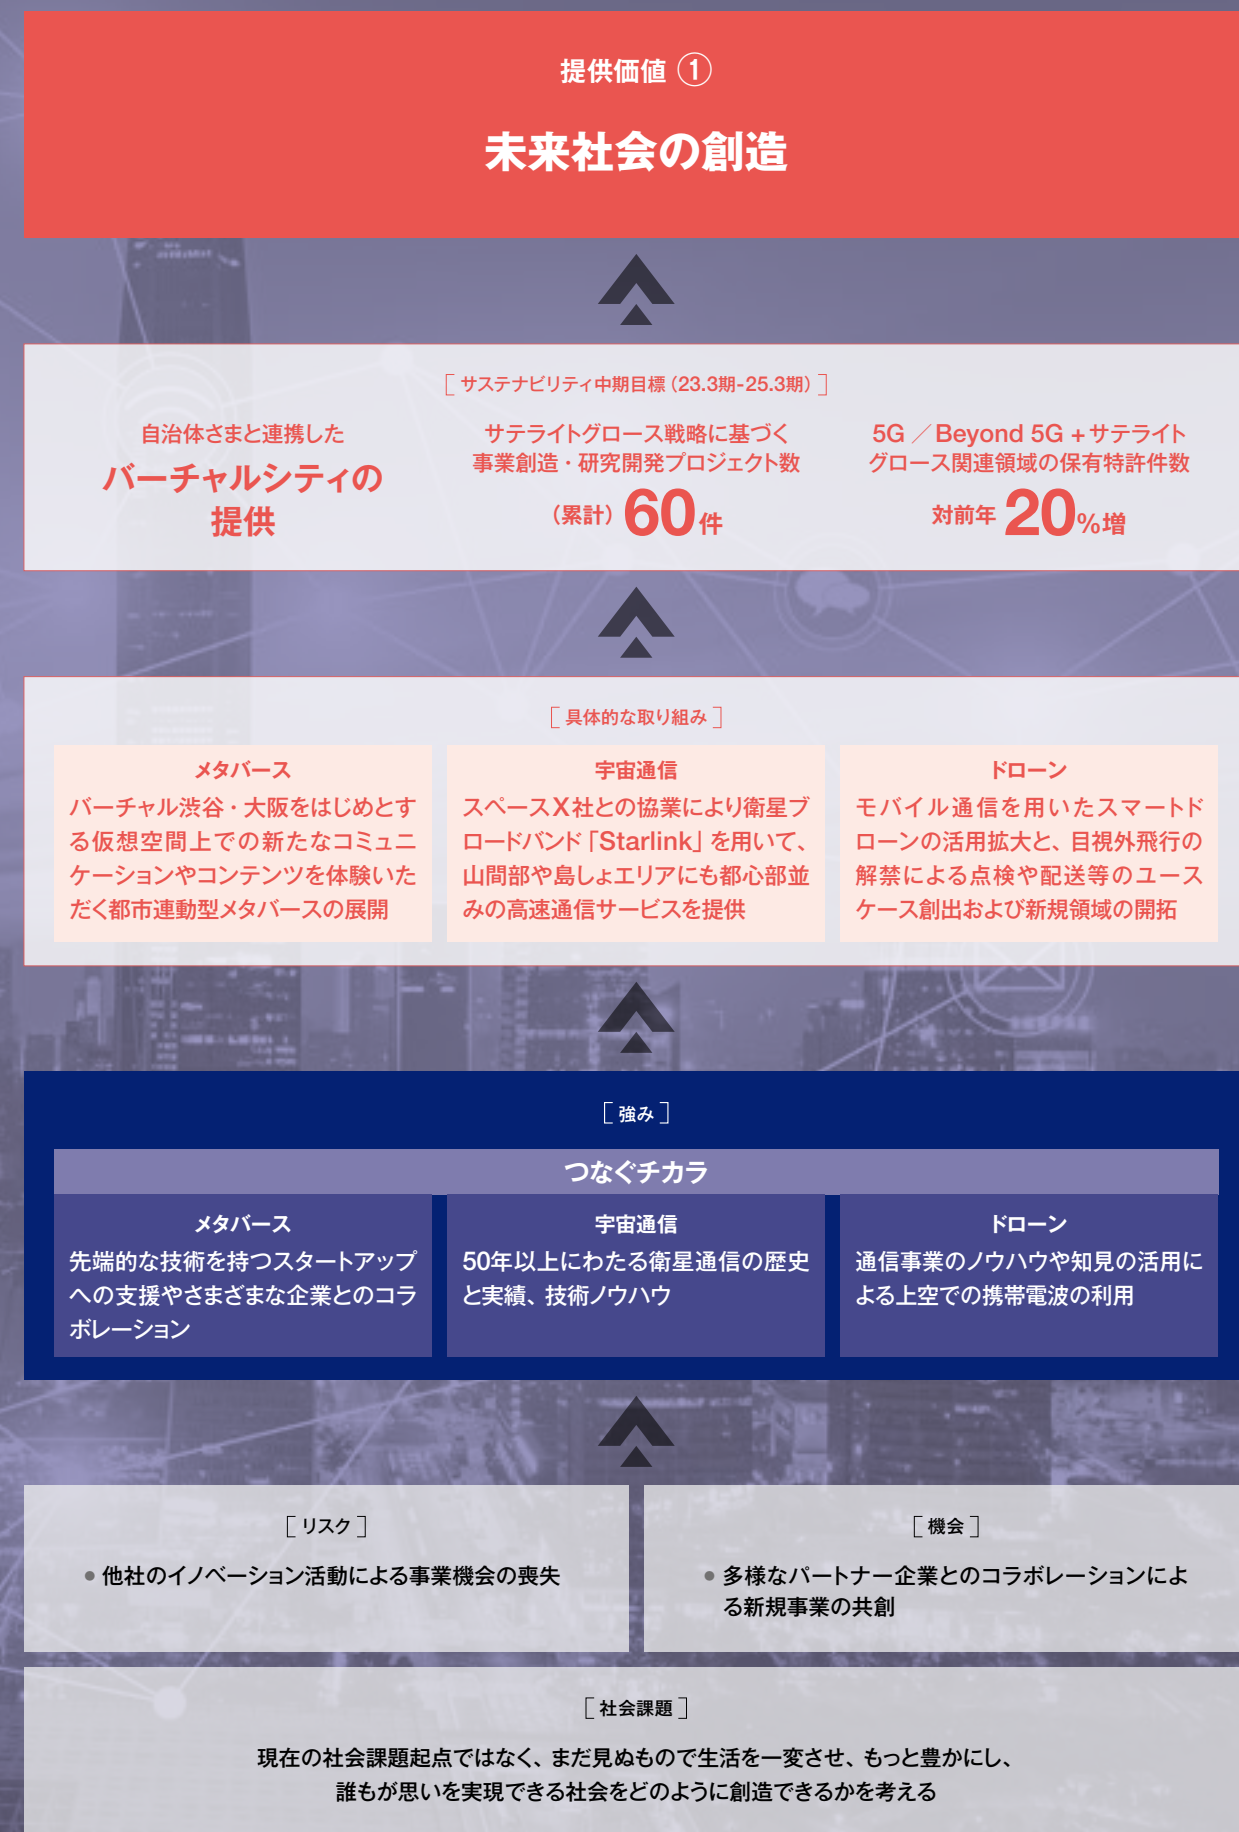 提供価値 ①
未来社会の創造
［サステナビリティ中期目標（23.3期-25.3期）］
自治体さまと連携した
バーチャルシティの
提供
サテライトグロース戦略に基づく
事業創造・研究開発プロジェクト数
（累計）60件
5G／Beyond 5G＋サテライト
グロース関連領域の保有特許件数
対前年 20%増
［具体的な取り組み］
メタバース
バーチャル渋谷・大阪をはじめとす
る仮想空間上での新たなコミュニ
ケーションやコンテンツを体験いた
だく都市連動型メタバースの展開
宇宙通信
スペースX社との協業により衛星ブ
ロードバンド「Starlink」を用いて、
山間部や島しょエリアにも都心部並
みの高速通信サービスを提供
ドローン
モバイル通信を用いたスマートド
ローンの活用拡大と、目視外飛行の
解禁による点検や配送等のユース
ケース創出および新規領域の開拓
［強み］
つなぐチカラ
メタバース
先端的な技術を持つスタートアップ
への支援やさまざまな企業とのコラ
ボレーション
宇宙通信
50年以上にわたる衛星通信の歴史
と実績、技術ノウハウ
ドローン
通信事業のノウハウや知見の活用に
よる上空での携帯電波の利用
［リスク］
●他社のイノベーション活動による事業機会の喪失
［機会］
●多様なパートナー企業とのコラボレーションによ
る新規事業の共創
［社会課題］
現在の社会課題起点ではなく、まだ見ぬもので生活を一変させ、もっと豊かにし、
誰もが思いを実現できる社会をどのように創造できるかを考える